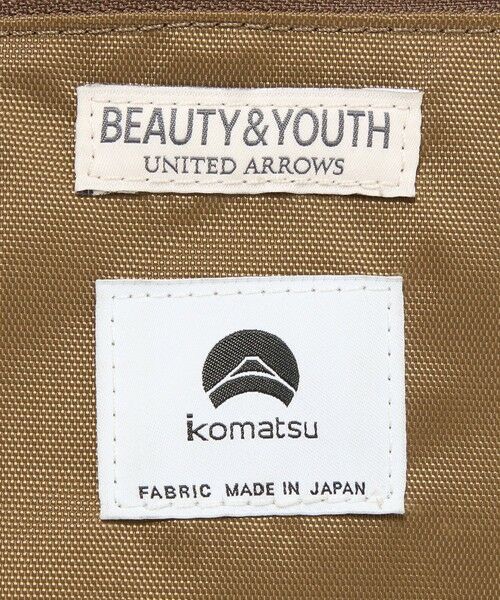 BEAUTY&YOUTH
UNITED ARROWS
komatsu
FABRIC MADE IN JAPAN